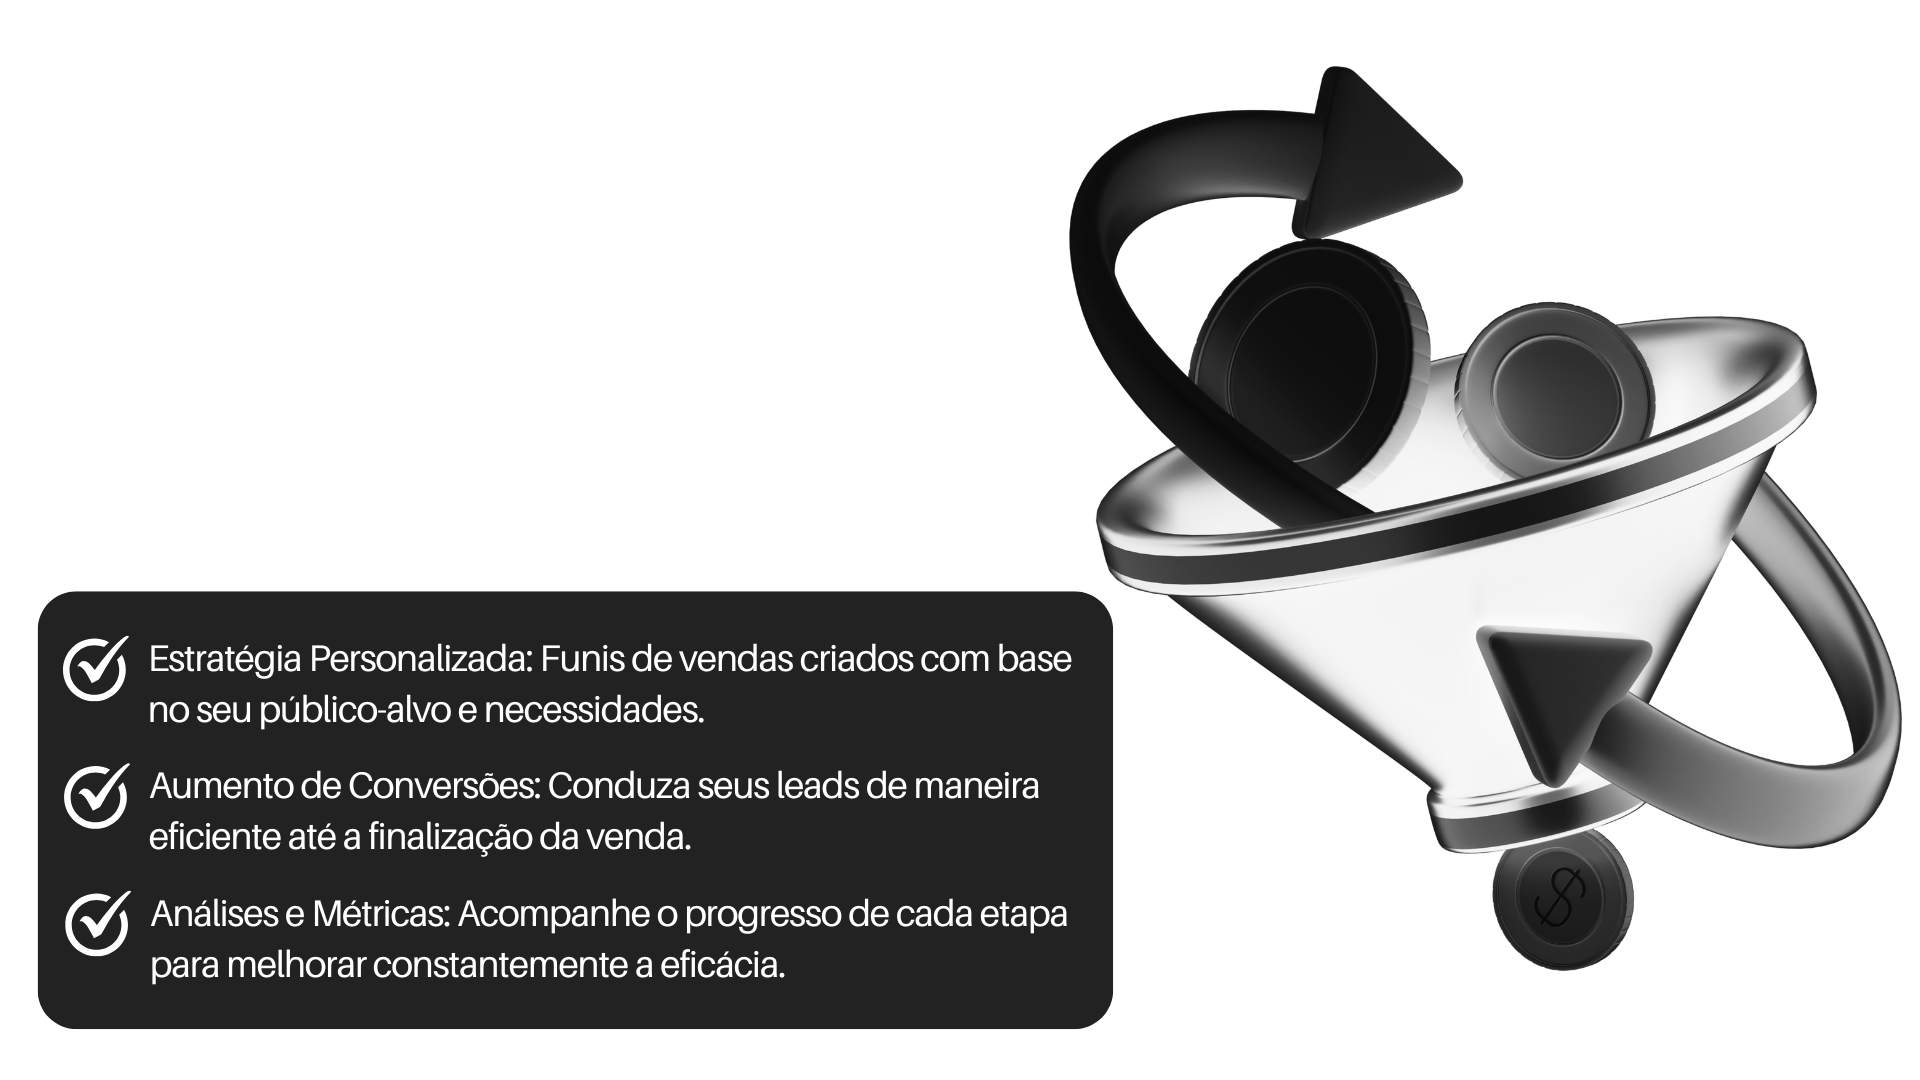 Estratégia Personalizada: Funis de vendas criados com base
no seu público-alvo e necessidades.
Aumento de Conversões: Conduza seus leads de maneira
eficiente até a finalização da venda.
Análises e Métricas: Acompanhe o progresso de cada etapa
para melhorar constantemente a eficácia.
$